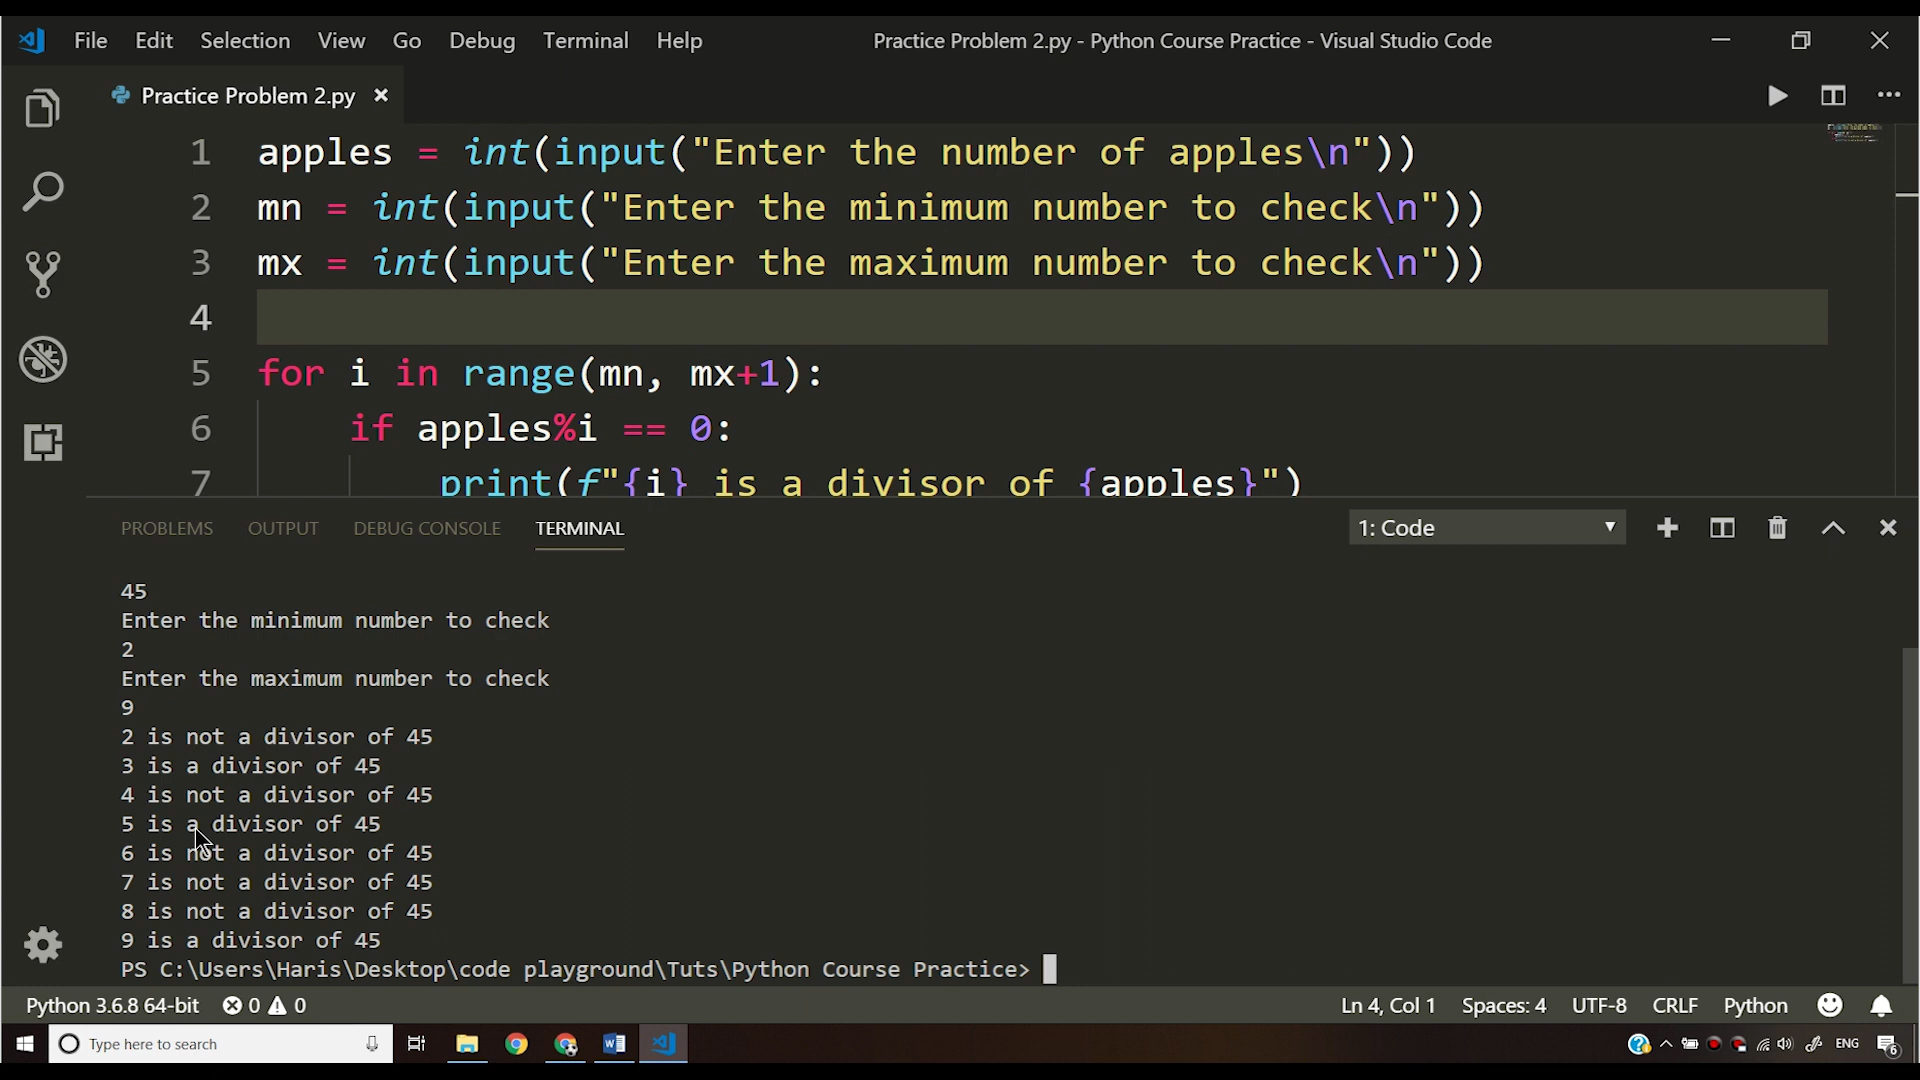 File Edit Selection View Go Debug Terminal Help Practice Problem 2.py - Python Course Practice - Visual Studio Code
Practice Problem 2.py
1 apples = int(input("Enter the number of apples\n"))
2 mn = int(input("Enter the minimum number to check\n"))
3 mx = int(input("Enter the maximum number to check\n"))
4
5 for i in range(mn, mx+1):
6 if apples%i == 0:
7 print(f"{i} is a divisor of {apples}")
PROBLEMS OUTPUT DEBUG CONSOLE TERMINAL 1: Code
45
Enter the minimum number to check
2
Enter the maximum number to check
9
2 is not a divisor of 45
3 is a divisor of 45
4 is not a divisor of 45
5 is a divisor of 45
6 is not a divisor of 45
7 is not a divisor of 45
8 is not a divisor of 45
9 is a divisor of 45
PS C:\Users\Haris\Desktop\code playground\Tuts\Python Course Practice>
Python 3.6.8 64-bit 0 0 Ln 4, Col 1 Spaces: 4 UTF-8 CRLF Python
Type here to search ENG 6